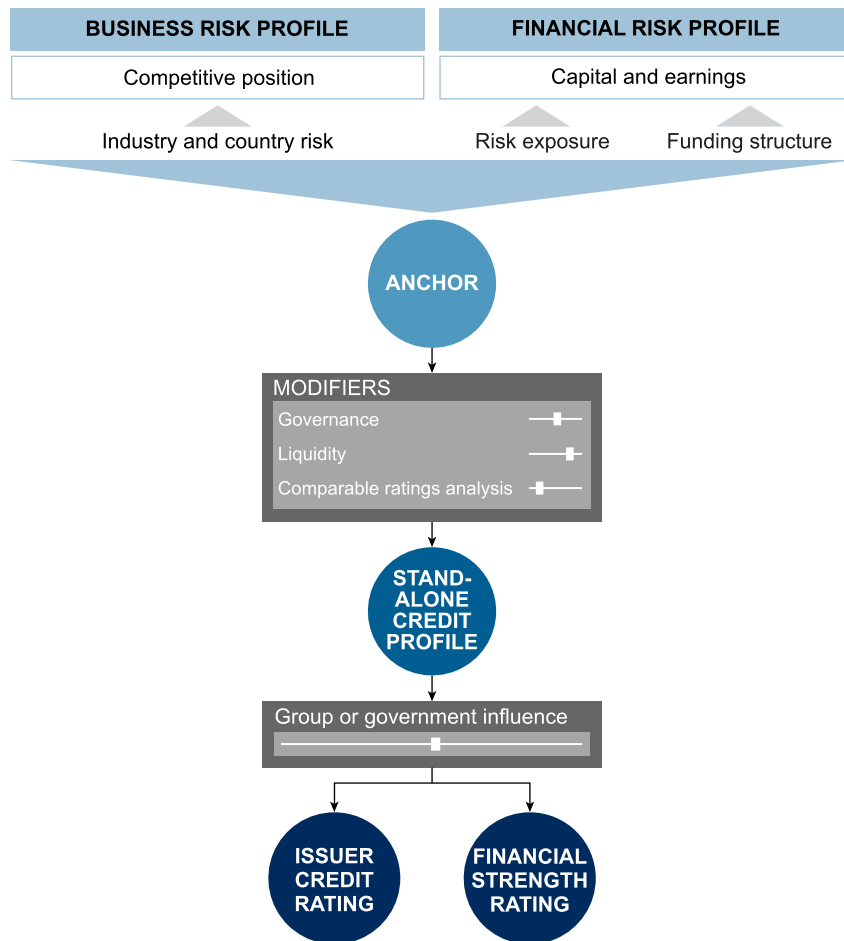 BUSINESS RISK PROFILE
FINANCIAL RISK PROFILE
Competitive position
Capital and earnings
Industry and country risk
Risk exposure
Funding structure
ANCHOR
MODIFIERS
Governance
Liquidity
Comparable ratings analysis
STAND-
ALONE
CREDIT
PROFILE
Group or government influence
ISSUER
CREDIT
RATING
FINANCIAL
STRENGTH
RATING